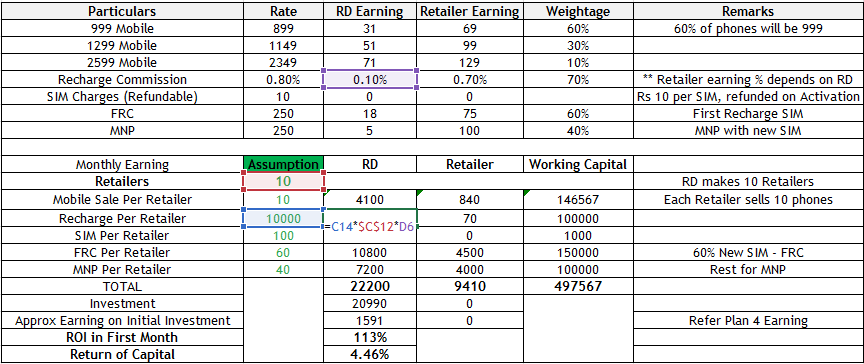 Particulars Rate RD Earning Retailer Earning Weightage Remarks
999 Mobile 899 31 69 60% 60% of phones will be 999
1299 Mobile 1149 51 99 30%
2599 Mobile 2349 71 129 10%
Recharge Commission 0.80% 0.10% 0.70% 70% ** Retailer earning % depends on RD
SIM Charges (Refundable) 10 0 0 Rs 10 per SIM, refunded on Activation
FRC 250 18 75 60% First Recharge SIM
MNP 250 5 100 40% MNP with new SIM
Monthly Earning Assumption RD Retailer Working Capital
Retailers 10 RD makes 10 Retailers
Mobile Sale Per Retailer 10 4100 840 146567 Each Retailer sells 10 phones
Recharge Per Retailer 10000 =C14*$C$12*D6 70 100000
SIM Per Retailer 100 0 1000
FRC Per Retailer 60 10800 4500 150000 60% New SIM - FRC
MNP Per Retailer 40 7200 4000 100000 Rest for MNP
TOTAL 22200 9410 497567
Investment 20990 0
Approx Earning on Initial Investment 1591 0 Refer Plan 4 Earning
ROI in First Month 113%
Return of Capital 4.46%